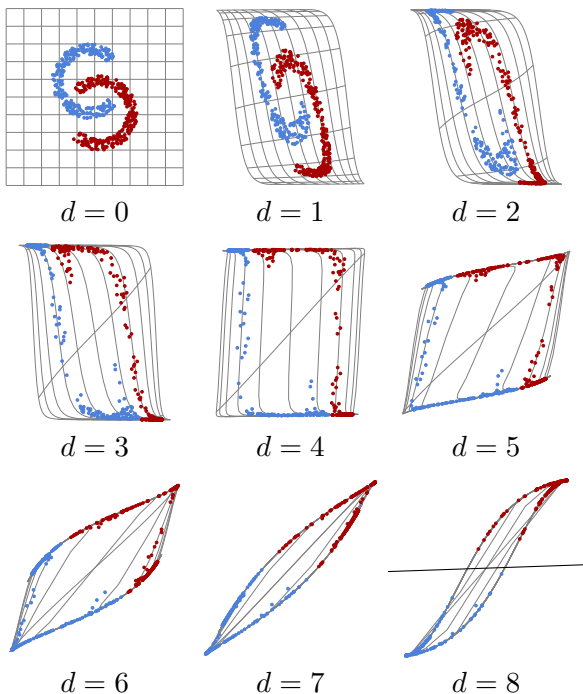 d = 0 d = 1 d = 2
d = 3 d = 4 d = 5
d = 6 d = 7 d = 8